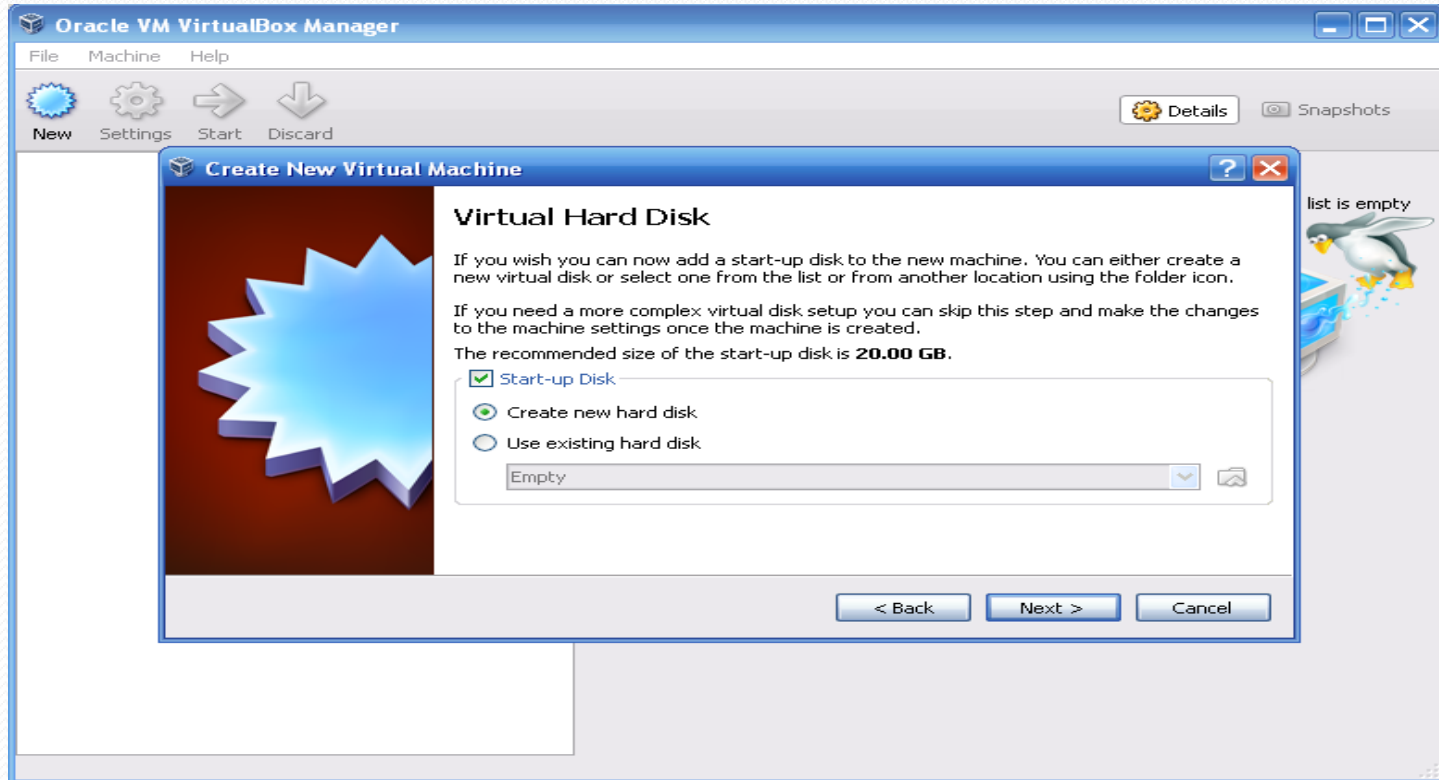 Oracle VM VirtualBox Manager
File Machine Help
New Settings Start Discard
Details Snapshots
Create New Virtual Machine
list is empty
Virtual Hard Disk
If you wish you can now add a start-up disk to the new machine. You can either create a
new virtual disk or select one from the list or from another location using the folder icon.
If you need a more complex virtual disk setup you can skip this step and make the changes
to the machine settings once the machine is created.
The recommended size of the start-up disk is 20.00 GB.
Start-up Disk
Create new hard disk
Use existing hard disk
Empty
< Back Next > Cancel